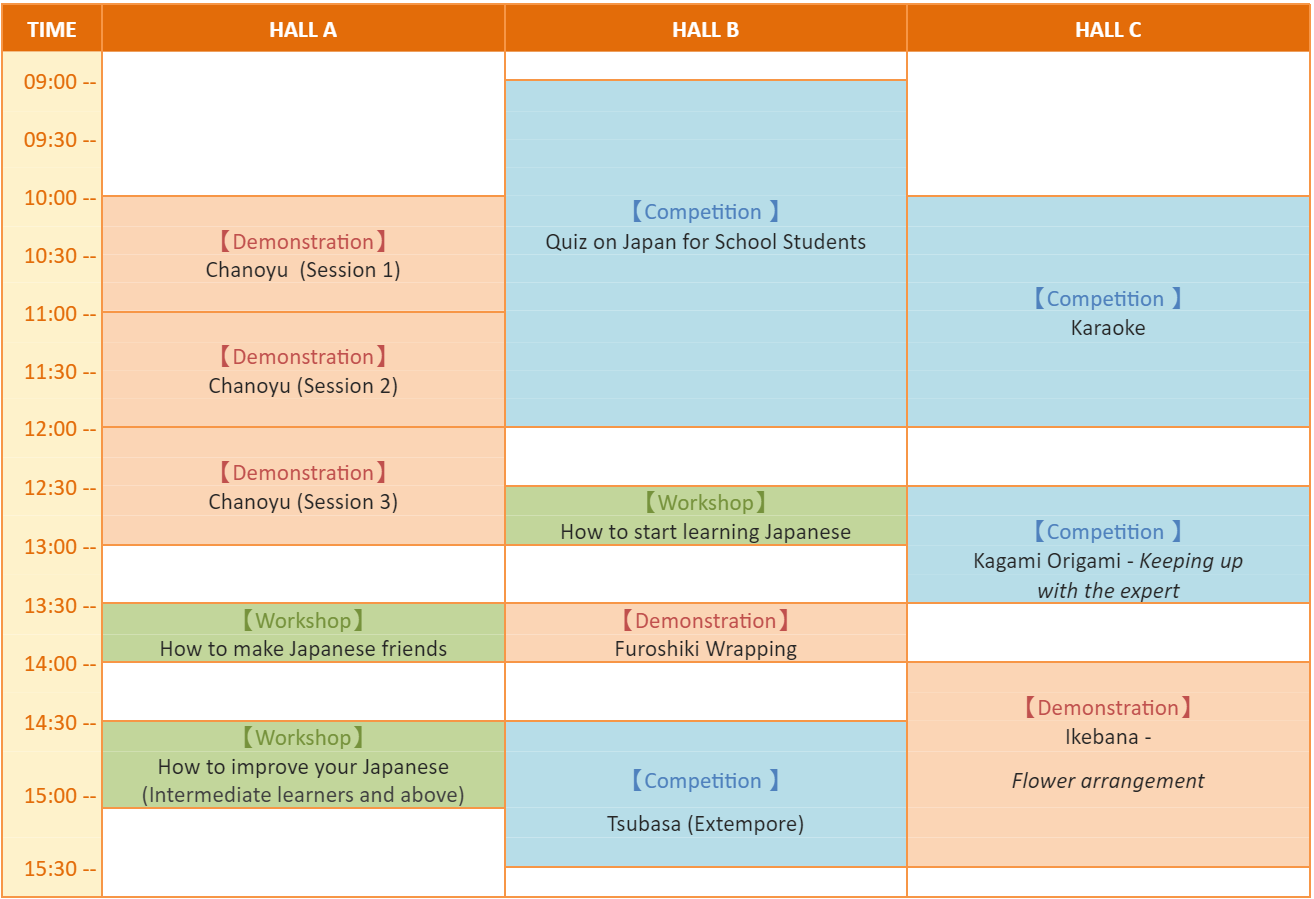 TIME HALL A HALL B HALL C
09:00 --
09:30 --
10:00 --
10:30 --
11:00 --
11:30 --
12:00 --
12:30 --
13:00 --
13:30 --
14:00 --
14:30 --
15:00 --
15:30 --
【Demonstration】
Chanoyu (Session 1)
【Demonstration】
Chanoyu (Session 2)
【Demonstration】
Chanoyu (Session 3)
【Workshop】
How to make Japanese friends
【Workshop】
How to improve your Japanese
(Intermediate learners and above)
【Competition 】
Quiz on Japan for School Students
【Workshop】
How to start learning Japanese
【Demonstration】
Furoshiki Wrapping
【Competition 】
Tsubasa (Extempore)
【Competition 】
Karaoke
【Competition 】
Kagami Origami - Keeping up
with the expert
【Demonstration】
Ikebana -
Flower arrangement